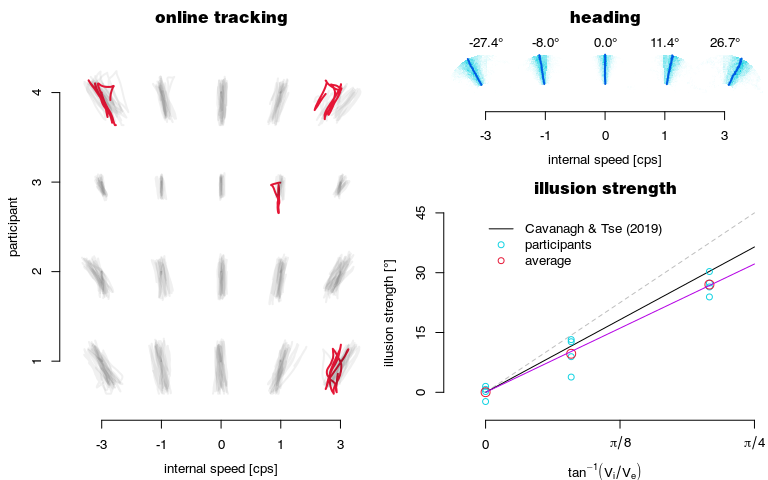 online tracking
4
3
2
1
participant
-3
-1
0
1
3
internal speed [cps]
heading
-27.4°
-8.0°
0.0°
11.4°
26.7°
-3
-1
0
1
3
internal speed [cps]
illusion strength
45
30
15
0
illusion strength [°]
Cavanagh & Tse (2019)
participants
average
0
π/8
π/4
tan⁻¹(Vᵢ/Vₑ)